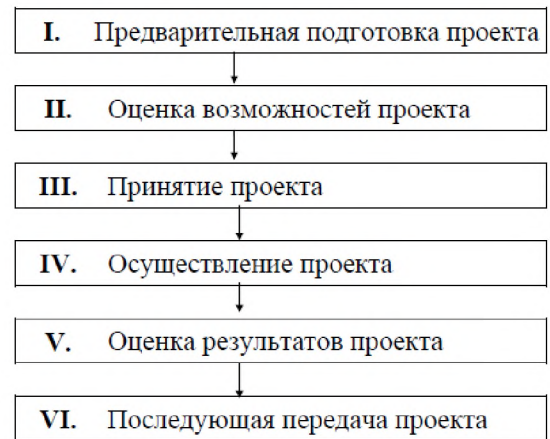 I. Предварительная подготовка проекта
II. Оценка возможностей проекта
III. Принятие проекта
IV. Осуществление проекта
V. Оценка результатов проекта
VI. Последующая передача проекта